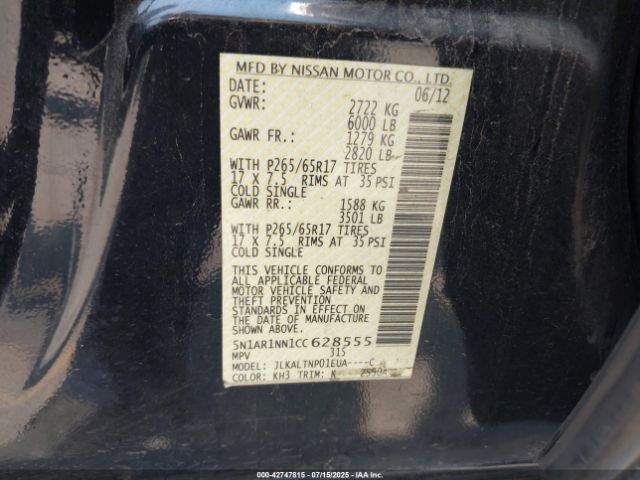 MFD BY NISSAN MOTOR CO., LTD.
DATE: 06/12
GVWR: 2722 KG
6000 LB
GAWR FR.: 1279 KG
2820 LB
WITH P265/65R17 TIRES
17 X 7.5 RIMS AT 35 PSI
COLD SINGLE
GAWR RR.: 1588 KG
3501 LB
WITH P265/65R17 TIRES
17 X 7.5 RIMS AT 35 PSI
COLD SINGLE
THIS VEHICLE CONFORMS TO
ALL APPLICABLE FEDERAL
MOTOR VEHICLE SAFETY AND
THEFT PREVENTION
STANDARDS IN EFFECT ON
THE DATE OF MANUFACTURE
SHOWN ABOVE.
5N1AR1NN1CC 628555
MPV 315
MODEL: JLKALTNP01EUA----C
COLOR: KH3 TRIM: K
000-42747815 - 07/15/2025 - IAA, Inc.